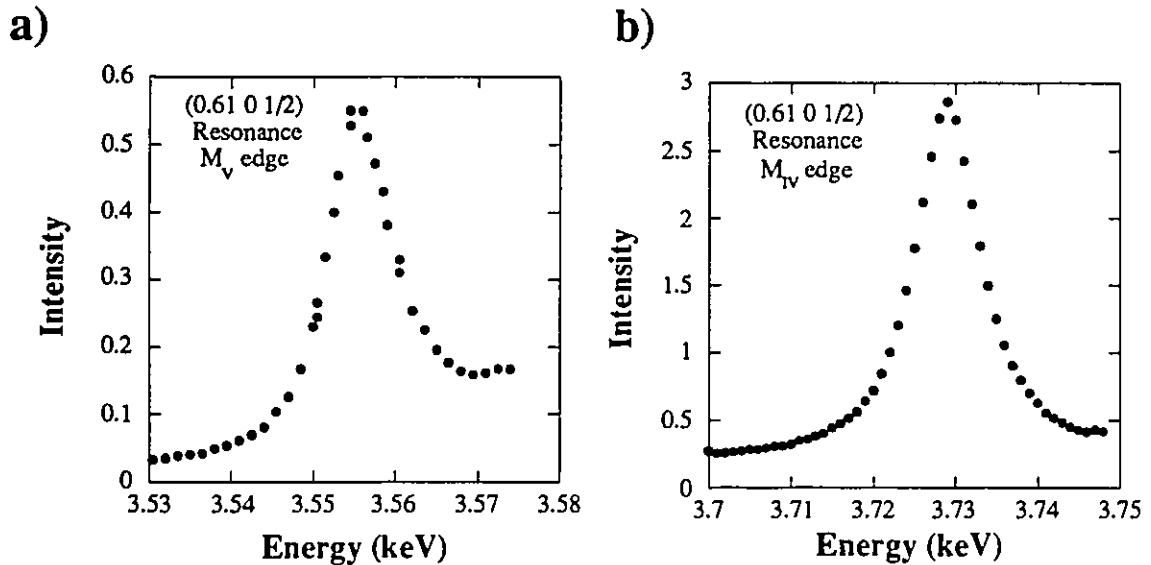 a)
0.6
0.5
0.4
0.3
0.2
0.1
0
Intensity
(0.61 0 1/2)
Resonance
M_V edge
3.53 3.54 3.55 3.56 3.57 3.58
Energy (keV)
b)
3
2.5
2
1.5
1
0.5
0
Intensity
(0.61 0 1/2)
Resonance
M_IV edge
3.7 3.71 3.72 3.73 3.74 3.75
Energy (keV)